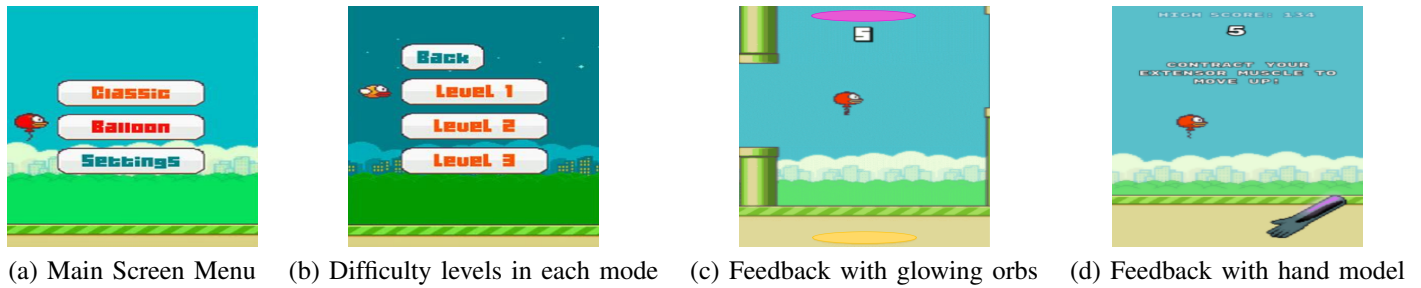 Classic
Balloon
Settings
Back
Level 1
Level 2
Level 3
5
HIGH SCORE: 134
5
CONTRACT YOUR
EXTENSOR MUSCLE TO
MOVE UP!
(a) Main Screen Menu
(b) Difficulty levels in each mode
(c) Feedback with glowing orbs
(d) Feedback with hand model